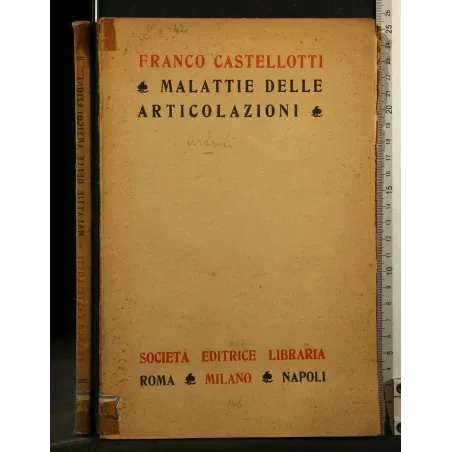 FRANCO CASTELLOTTI
MALATTIE DELLE
ARTICOLAZIONI
SOCIETÀ EDITRICE LIBRARIA
ROMA MILANO NAPOLI